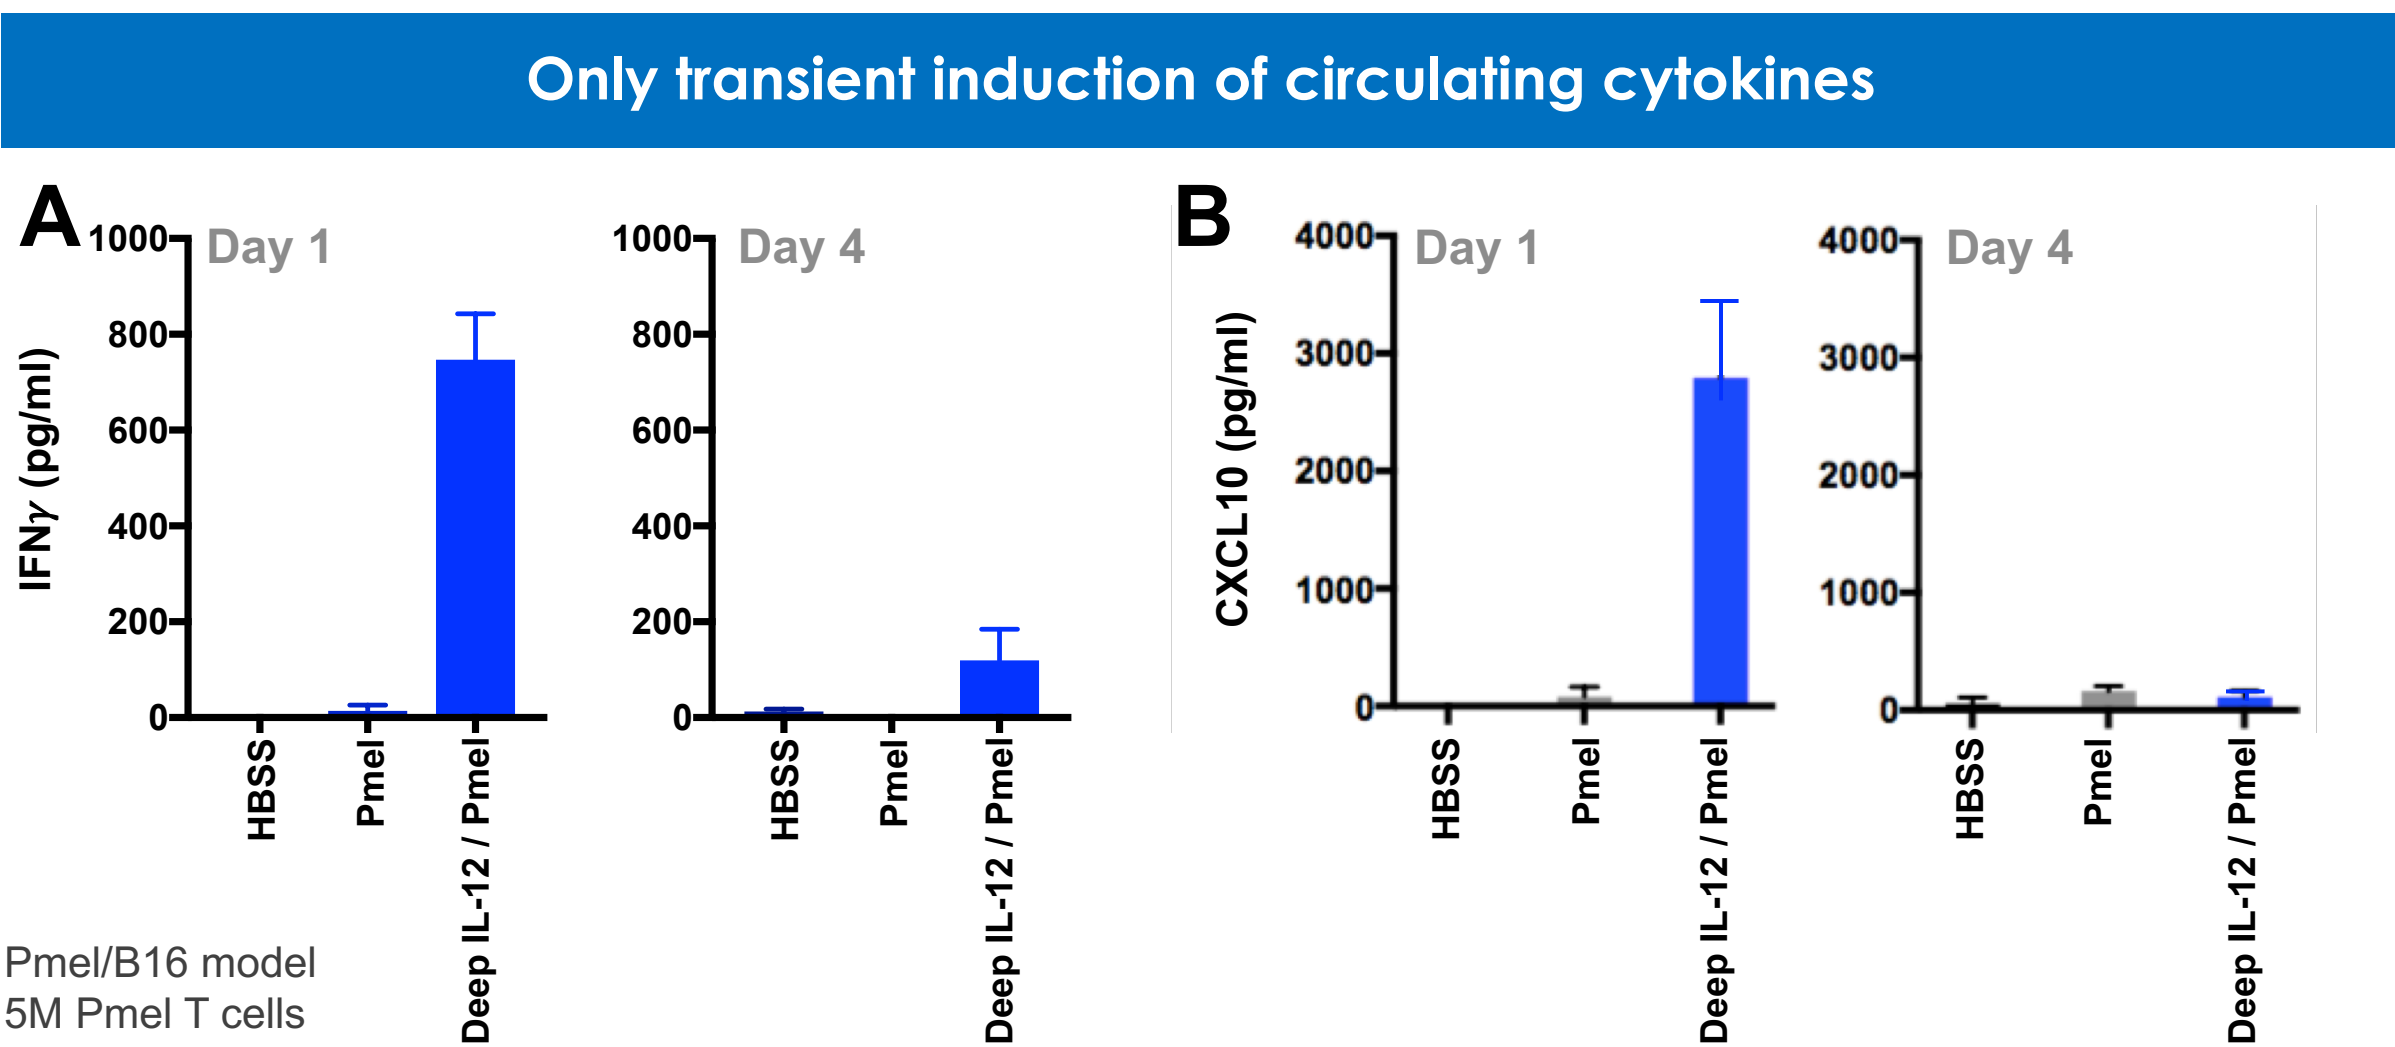 Only transient induction of circulating cytokines
A
IFNγ (pg/ml)
1000
800
600
400
200
0
Day 1
HBSS
Pmel
Deep IL-12 / Pmel
1000
800
600
400
200
0
Day 4
HBSS
Pmel
Deep IL-12 / Pmel
B
CXCL10 (pg/ml)
4000
3000
2000
1000
0
Day 1
HBSS
Pmel
Deep IL-12 / Pmel
4000
3000
2000
1000
0
Day 4
HBSS
Pmel
Deep IL-12 / Pmel
Pmel/B16 model
5M Pmel T cells